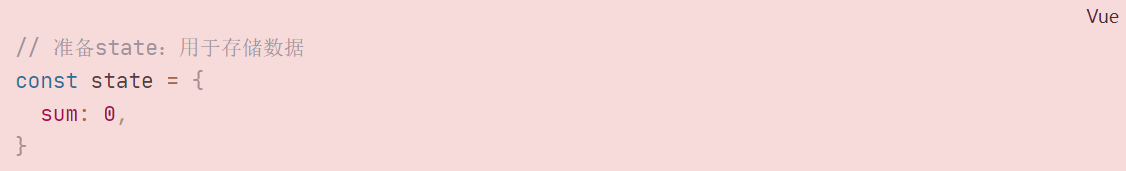 Vue
// 准备state：用于存储数据
const state = {
  sum: 0,
}